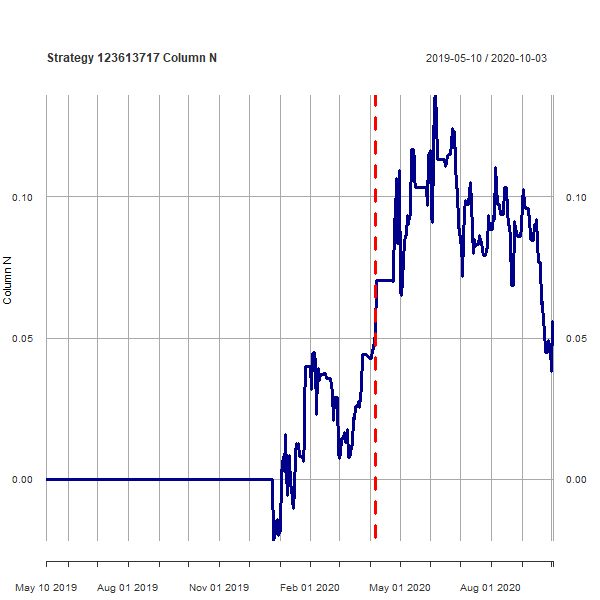 Strategy 123613717 Column N
2019-05-10 / 2020-10-03
Column N
0.10
0.10
0.05
0.05
0.00
0.00
May 10 2019
Aug 01 2019
Nov 01 2019
Feb 01 2020
May 01 2020
Aug 01 2020